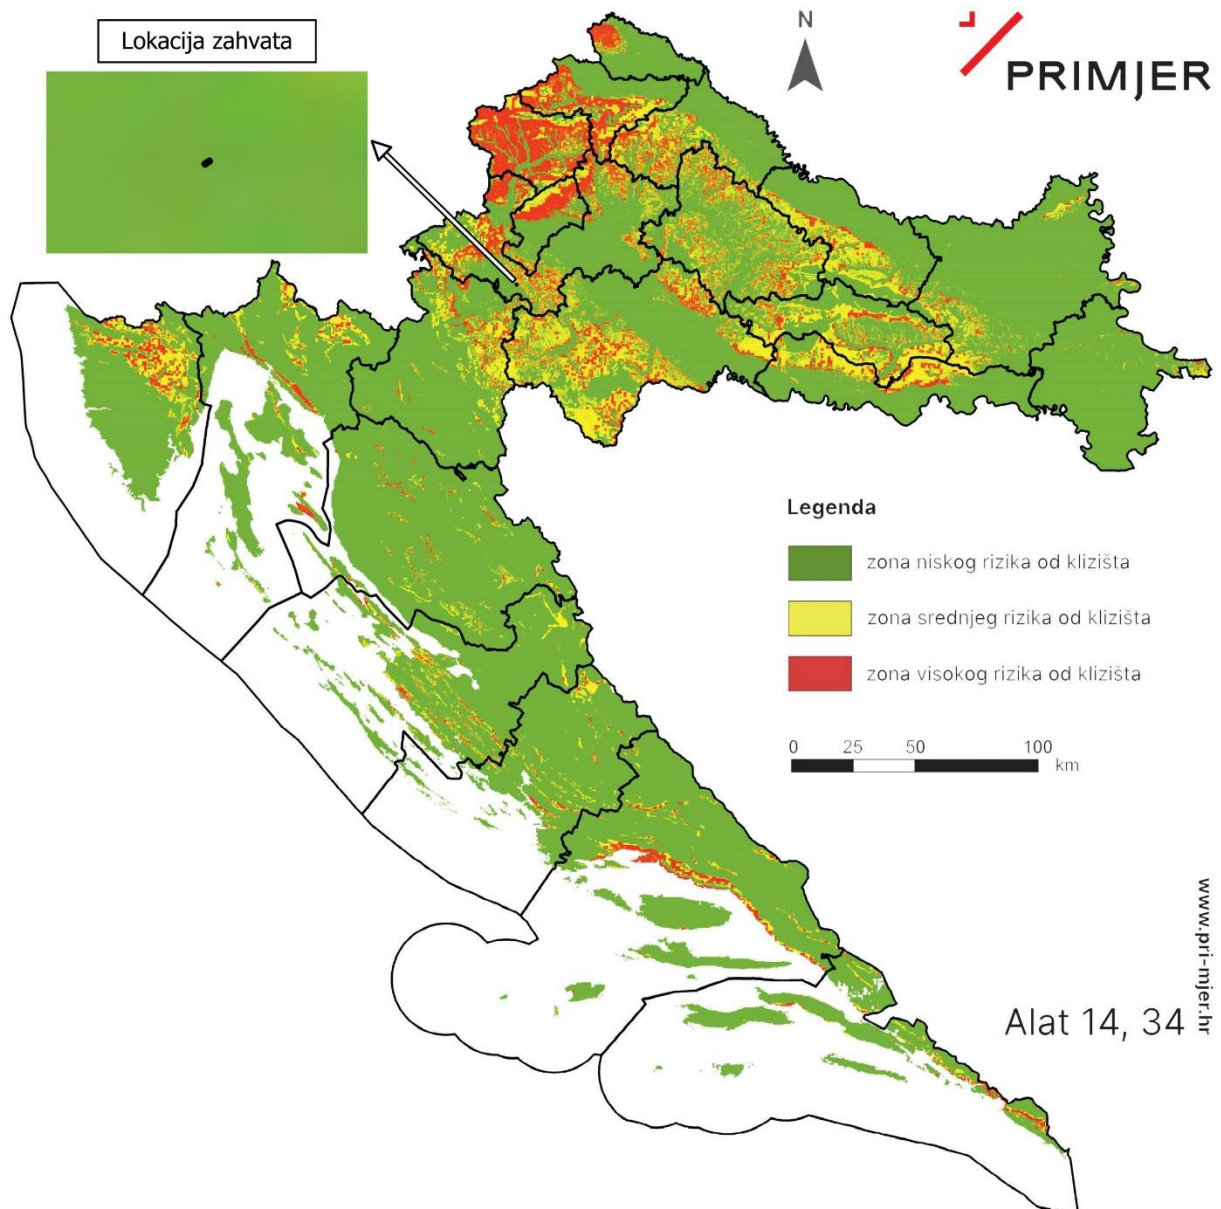 Lokacija zahvata
N
PRIMJER
Legenda
zona niskog rizika od klizišta
zona srednjeg rizika od klizišta
zona visokog rizika od klizišta
0 25 50 100
km
www.pri-mjer.hr
Alat 14, 34